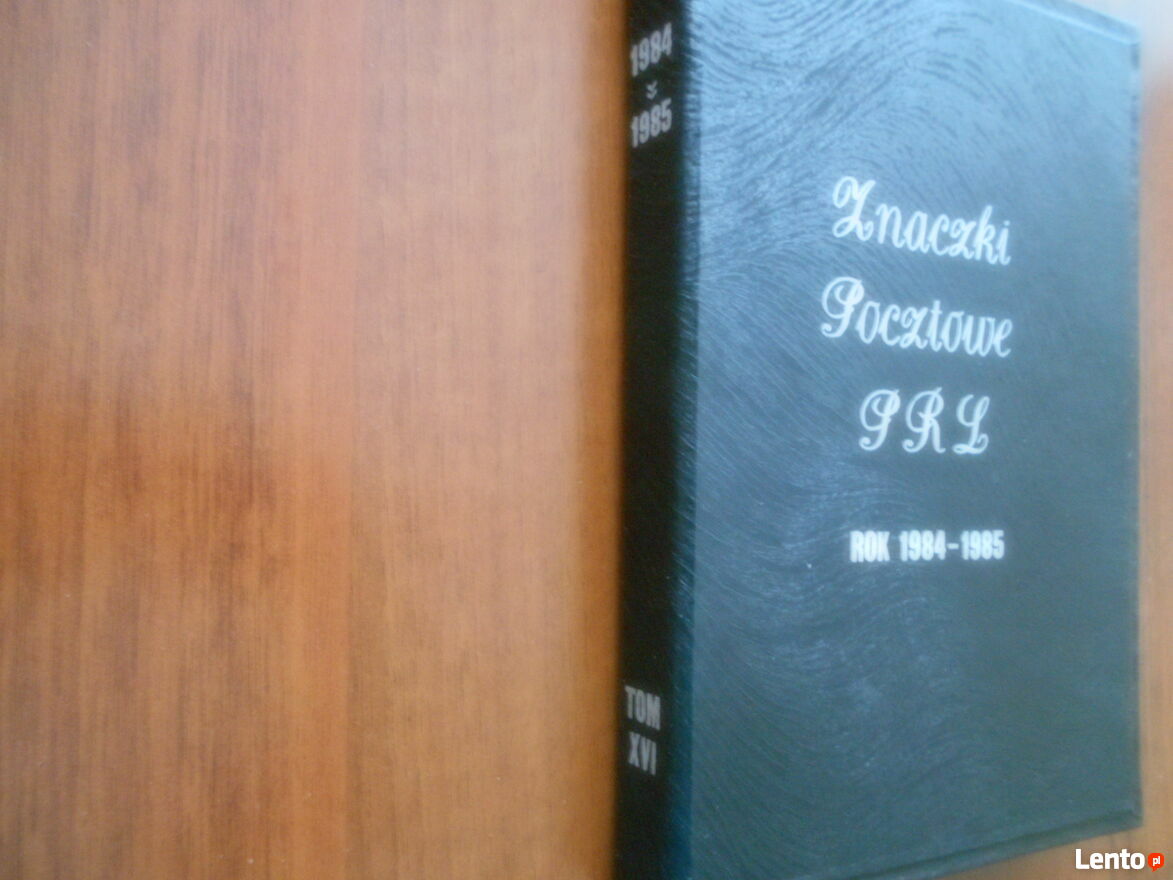 1984
1985
TOM
XVI
Znaczki
Pocztowe
PRL
ROK 1984-1985
Lento pl